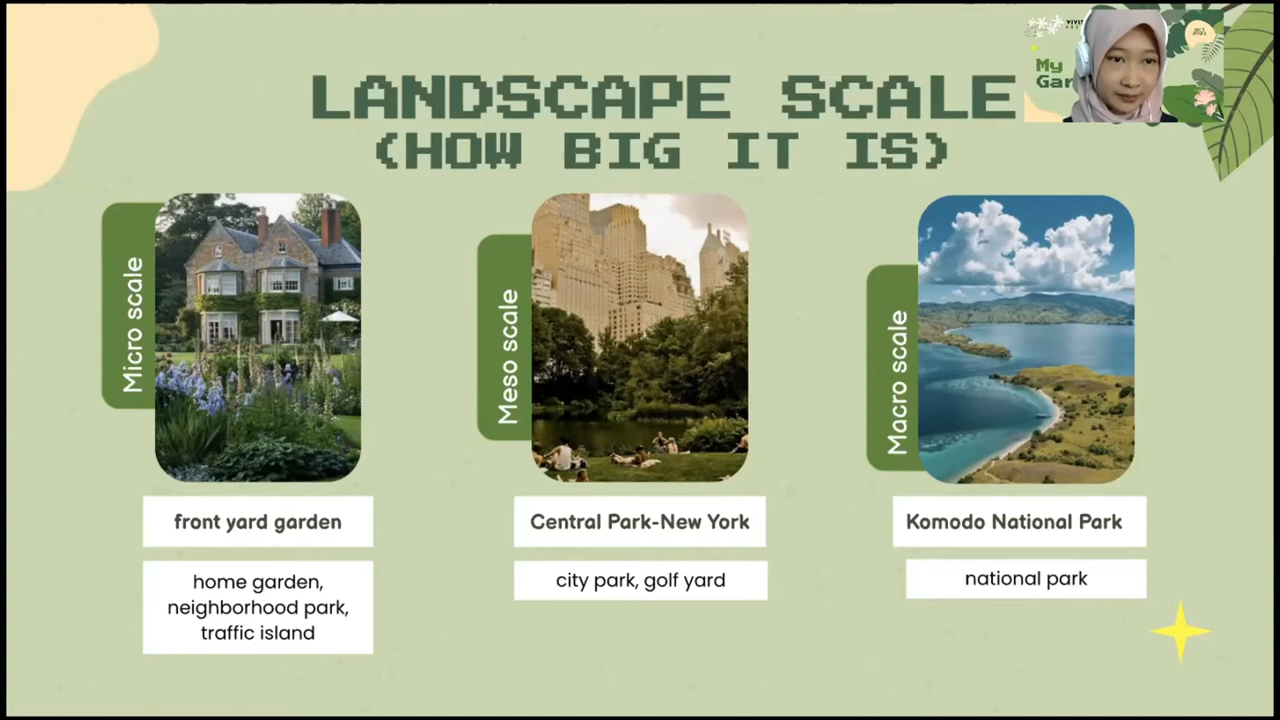 LANDSCAPE SCALE
(HOW BIG IT IS)
Micro scale
front yard garden
home garden,
neighborhood park,
traffic island
Meso scale
Central Park-New York
city park, golf yard
Macro scale
Komodo National Park
national park
My